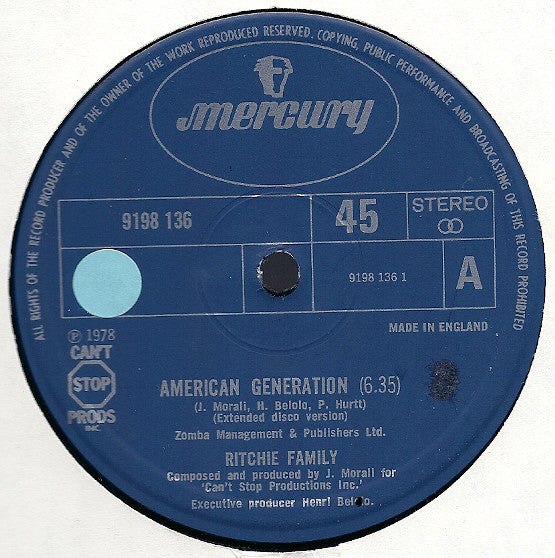 ALL RIGHTS OF THE RECORD PRODUCER AND OF THE OWNER OF THE WORK REPRODUCED RESERVED. COPYING, PUBLIC PERFORMANCE AND BROADCASTING OF THIS RECORD PROHIBITED
mercury
9198 136
45
STEREO
9198 136 1
A
MADE IN ENGLAND
Ⓟ 1978
CAN'T
STOP
PRODS
INC.
AMERICAN GENERATION (6.35)
(J. Morali, H. Belolo, P. Hurtt)
(Extended disco version)
Zomba Management & Publishers Ltd.
RITCHIE FAMILY
Composed and produced by J. Morali for
'Can't Stop Productions Inc.'
Executive producer Henri Belolo.